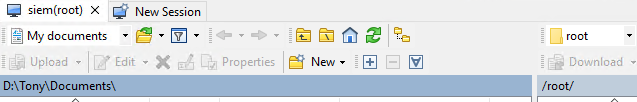 siem(root) New Session
My documents root
Upload Edit Properties New Download
D:\Tony\Documents\ /root/